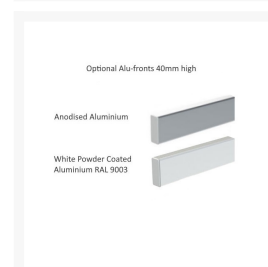 Optional Alu-fronts 40mm high
Anodised Aluminium
White Powder Coated
Aluminium RAL 9003